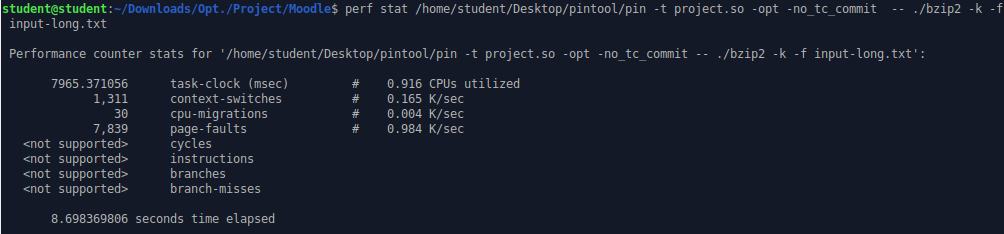 student@student:~/Downloads/Opt./Project/Moodle$ perf stat /home/student/Desktop/pintool/pin -t project.so -opt -no_tc_commit  -- ./bzip2 -k -f
input-long.txt
Performance counter stats for '/home/student/Desktop/pintool/pin -t project.so -opt -no_tc_commit -- ./bzip2 -k -f input-long.txt':
7965.371056      task-clock (msec)         #    0.916 CPUs utilized
1,311      context-switches          #    0.165 K/sec
30      cpu-migrations            #    0.004 K/sec
7,839      page-faults               #    0.984 K/sec
<not supported>      cycles
<not supported>      instructions
<not supported>      branches
<not supported>      branch-misses
8.698369806 seconds time elapsed